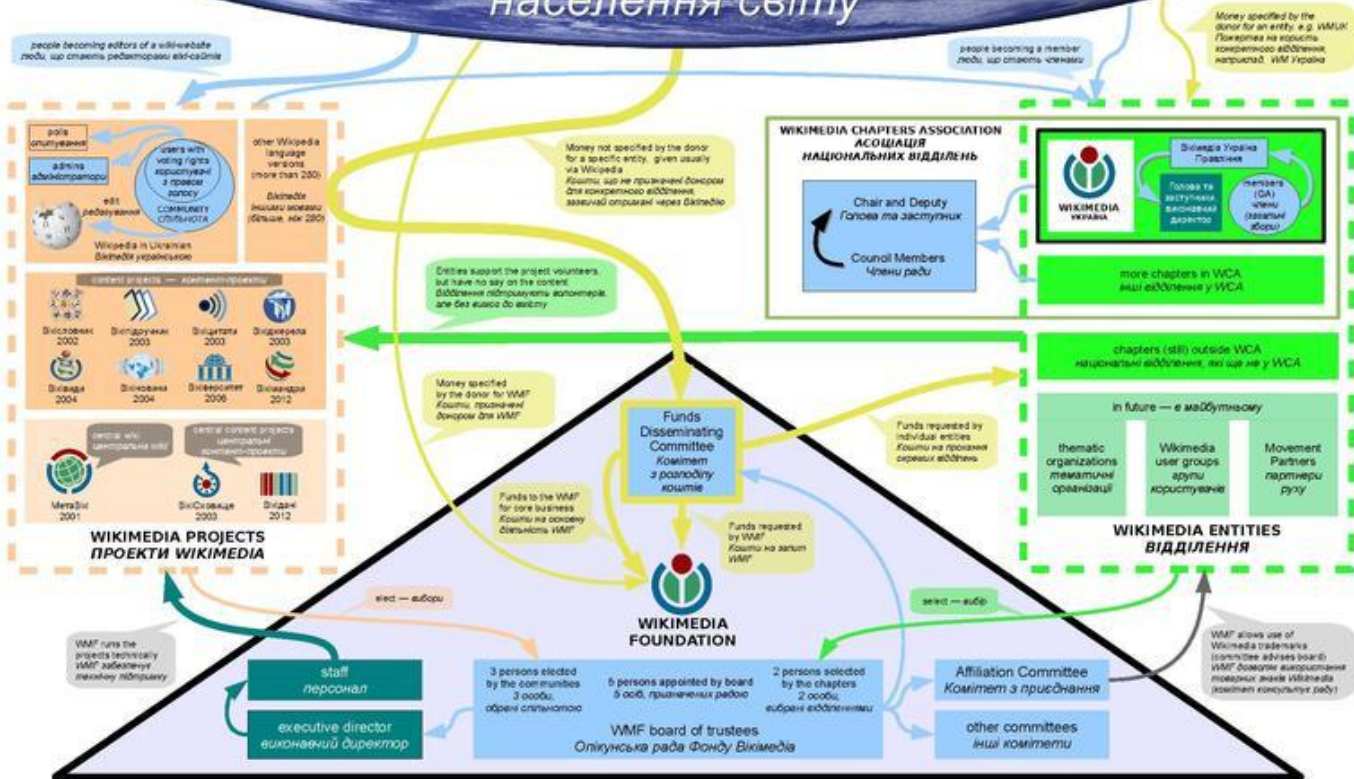 населення світу
people becoming editors of a wiki-website
люди, що стають редакторами вікі-сайтів
people becoming a member
люди, що стають членами
Money specified by the
donor for an entity, e.g. WMUK
Пожертва на користь
конкретного відділення,
наприклад, WM Україна
polls
опитування
admins
адміністратори
users with
voting rights
користувачі
з правом
голосу
COMMUNITY
СПІЛЬНОТА
edit
редагування
Wikipedia in Ukrainian
Вікіпедія українською
other Wikipedia
language
versions
(more than 280)
Вікіпедія
іншими мовами
(більше, ніж 280)
content projects — контент-проекти
Вікісловник
2002
Вікіпідручник
2003
Вікіцитати
2003
Вікіджерела
2003
Віківиди
2004
Вікіновини
2004
Віківерситет
2006
Вікімандри
2012
central wiki
центральна вікі
central content projects
центральні
контент-проекти
МетаВікі
2001
ВікіСховище
2003
Вікідані
2012
WIKIMEDIA PROJECTS
ПРОЕКТИ WIKIMEDIA
Money not specified by the donor
for a specific entity, given usually
via Wikipedia
Кошти, що не призначені донором
для конкретного відділення,
зазвичай отримані через Вікіпедію
Entities support the project volunteers,
but have no say on the content
Відділення підтримують волонтерів,
але без вимог до вмісту
WIKIMEDIA CHAPTERS ASSOCIATION
АСОЦІАЦІЯ
НАЦІОНАЛЬНИХ ВІДДІЛЕНЬ
Chair and Deputy
Голова та заступник
Council Members
Члени ради
WIKIMEDIA
УКРАЇНА
Вікімедіа Україна
Правління
Голова та
заступник
виконавчий
директор
members
(GA)
члени
(загальні
збори)
more chapters in WCA
інші відділення у WCA
chapters (still) outside WCA
національні відділення, які ще не у WCA
in future — в майбутньому
thematic
organizations
тематичні
організації
Wikimedia
user groups
групи
користувачів
Movement
Partners
партнери
руху
WIKIMEDIA ENTITIES
ВІДДІЛЕННЯ
Money specified
by the donor for WMF
Кошти, призначені
донором для WMF
Funds
Disseminating
Committee
Комітет
з розподілу
коштів
Funds requested by
individual entities
Кошти на прохання
окремих відділень
Funds to the WMF
for core business
Кошти на основну
діяльність WMF
Funds requested
by WMF
Кошти на запит
WMF
WIKIMEDIA
FOUNDATION
elect — вибори
select — вибір
WMF runs the
projects technically
WMF забезпечує
технічну підтримку
WMF allows use of
Wikimedia trademarks
(committee advises board)
WMF дозволяє використання
товарних знаків Wikimedia
(комітет консультує раду)
staff
персонал
executive director
виконавчий директор
3 persons elected
by the communities
3 особи,
обрані спільнотою
5 persons appointed by board
5 осіб, призначених радою
2 persons selected
by the chapters
2 особи,
вибрані відділеннями
WMF board of trustees
Опікунська рада Фонду Вікімедіа
Affiliation Committee
Комітет з приєднання
other committees
інші комітети